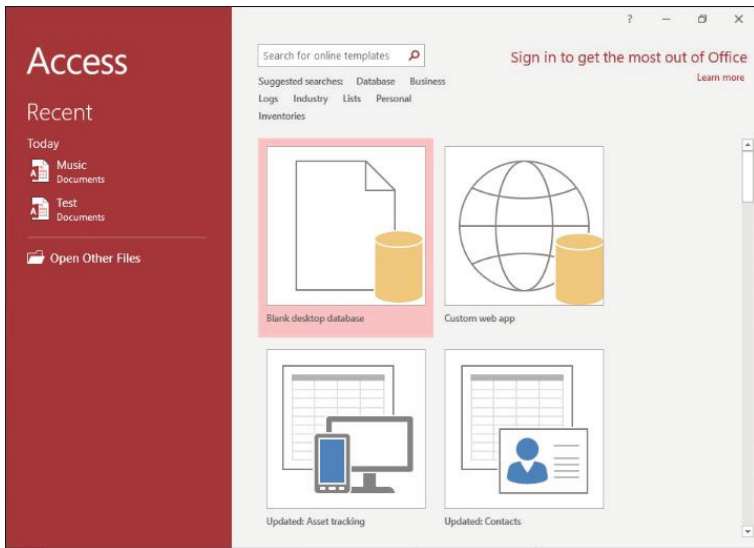 Access
Recent
Today
Music
Documents
Test
Documents
Open Other Files
?
Search for online templates
Suggested searches: Database Business
Logs Industry Lists Personal
Inventories
Sign in to get the most out of Office
Learn more
Blank desktop database
Custom web app
Updated: Asset tracking
Updated: Contacts